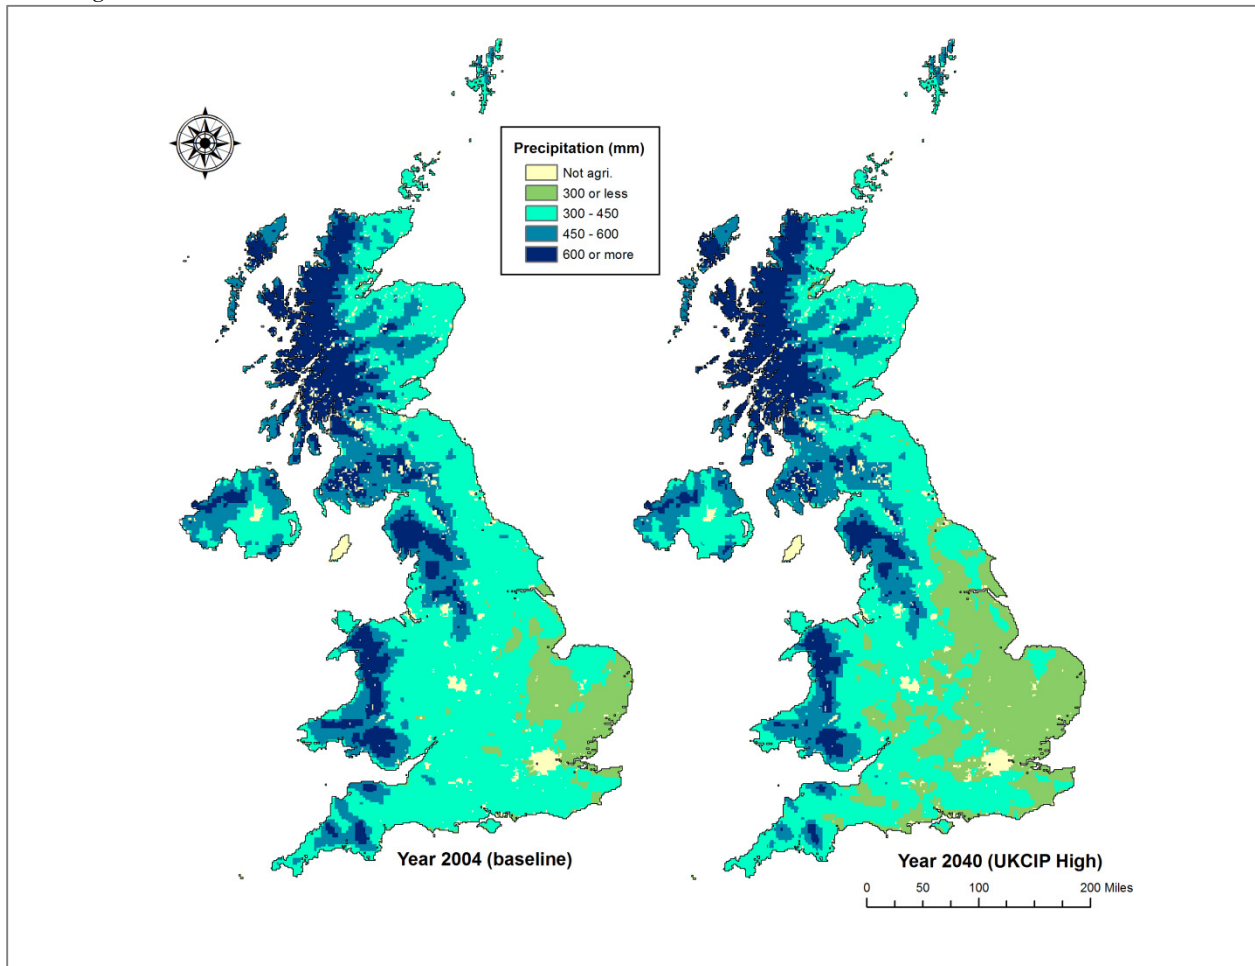 Precipitation (mm)
Not agri.
300 or less
300 - 450
450 - 600
600 or more
Year 2004 (baseline)
Year 2040 (UKCIP High)
0 50 100 200 Miles